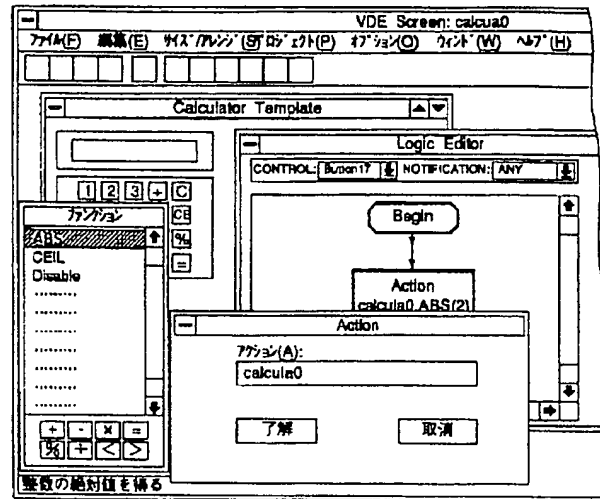 VDE Screen: calcua0
ファイル(F) 編集(E) サイズ/アレンジ(S) プロジェクト(P) オプション(O) ウィンドウ(W) ヘルプ(H)
Calculator Template
1 2 3 + C
CE
%
=
Logic Editor
CONTROL: Button17 NOTIFICATION: ANY
Begin
Action
calcula0.ABS(2)
ファンクション
ABS
CEIL
Disable
+ - × =
% ÷ < >
Action
アクション(A):
calcula0
了解 取消
整数の絶対値を得る